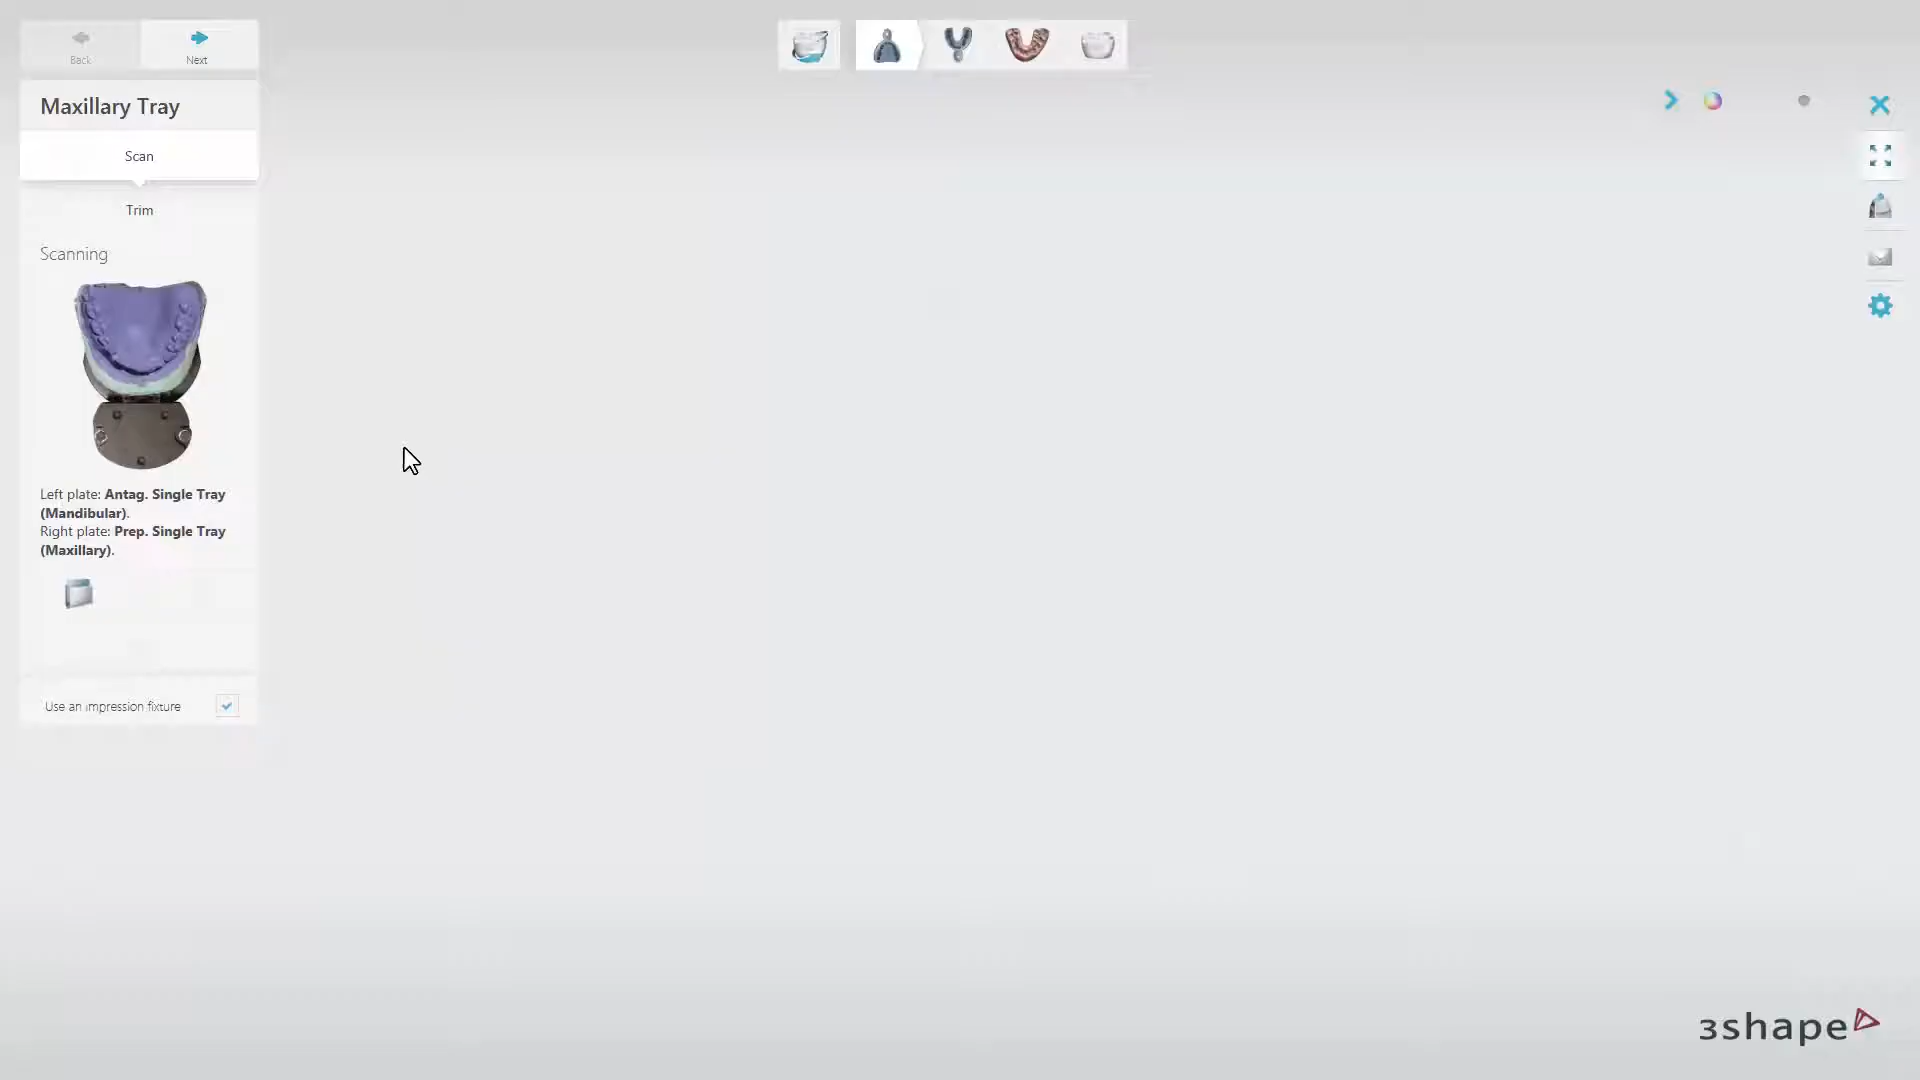 Back
Next
Maxillary Tray
Scan
Trim
Scanning
Left plate: Antag. Single Tray
(Mandibular).
Right plate: Prep. Single Tray
(Maxillary).
Use an impression fixture
3shape